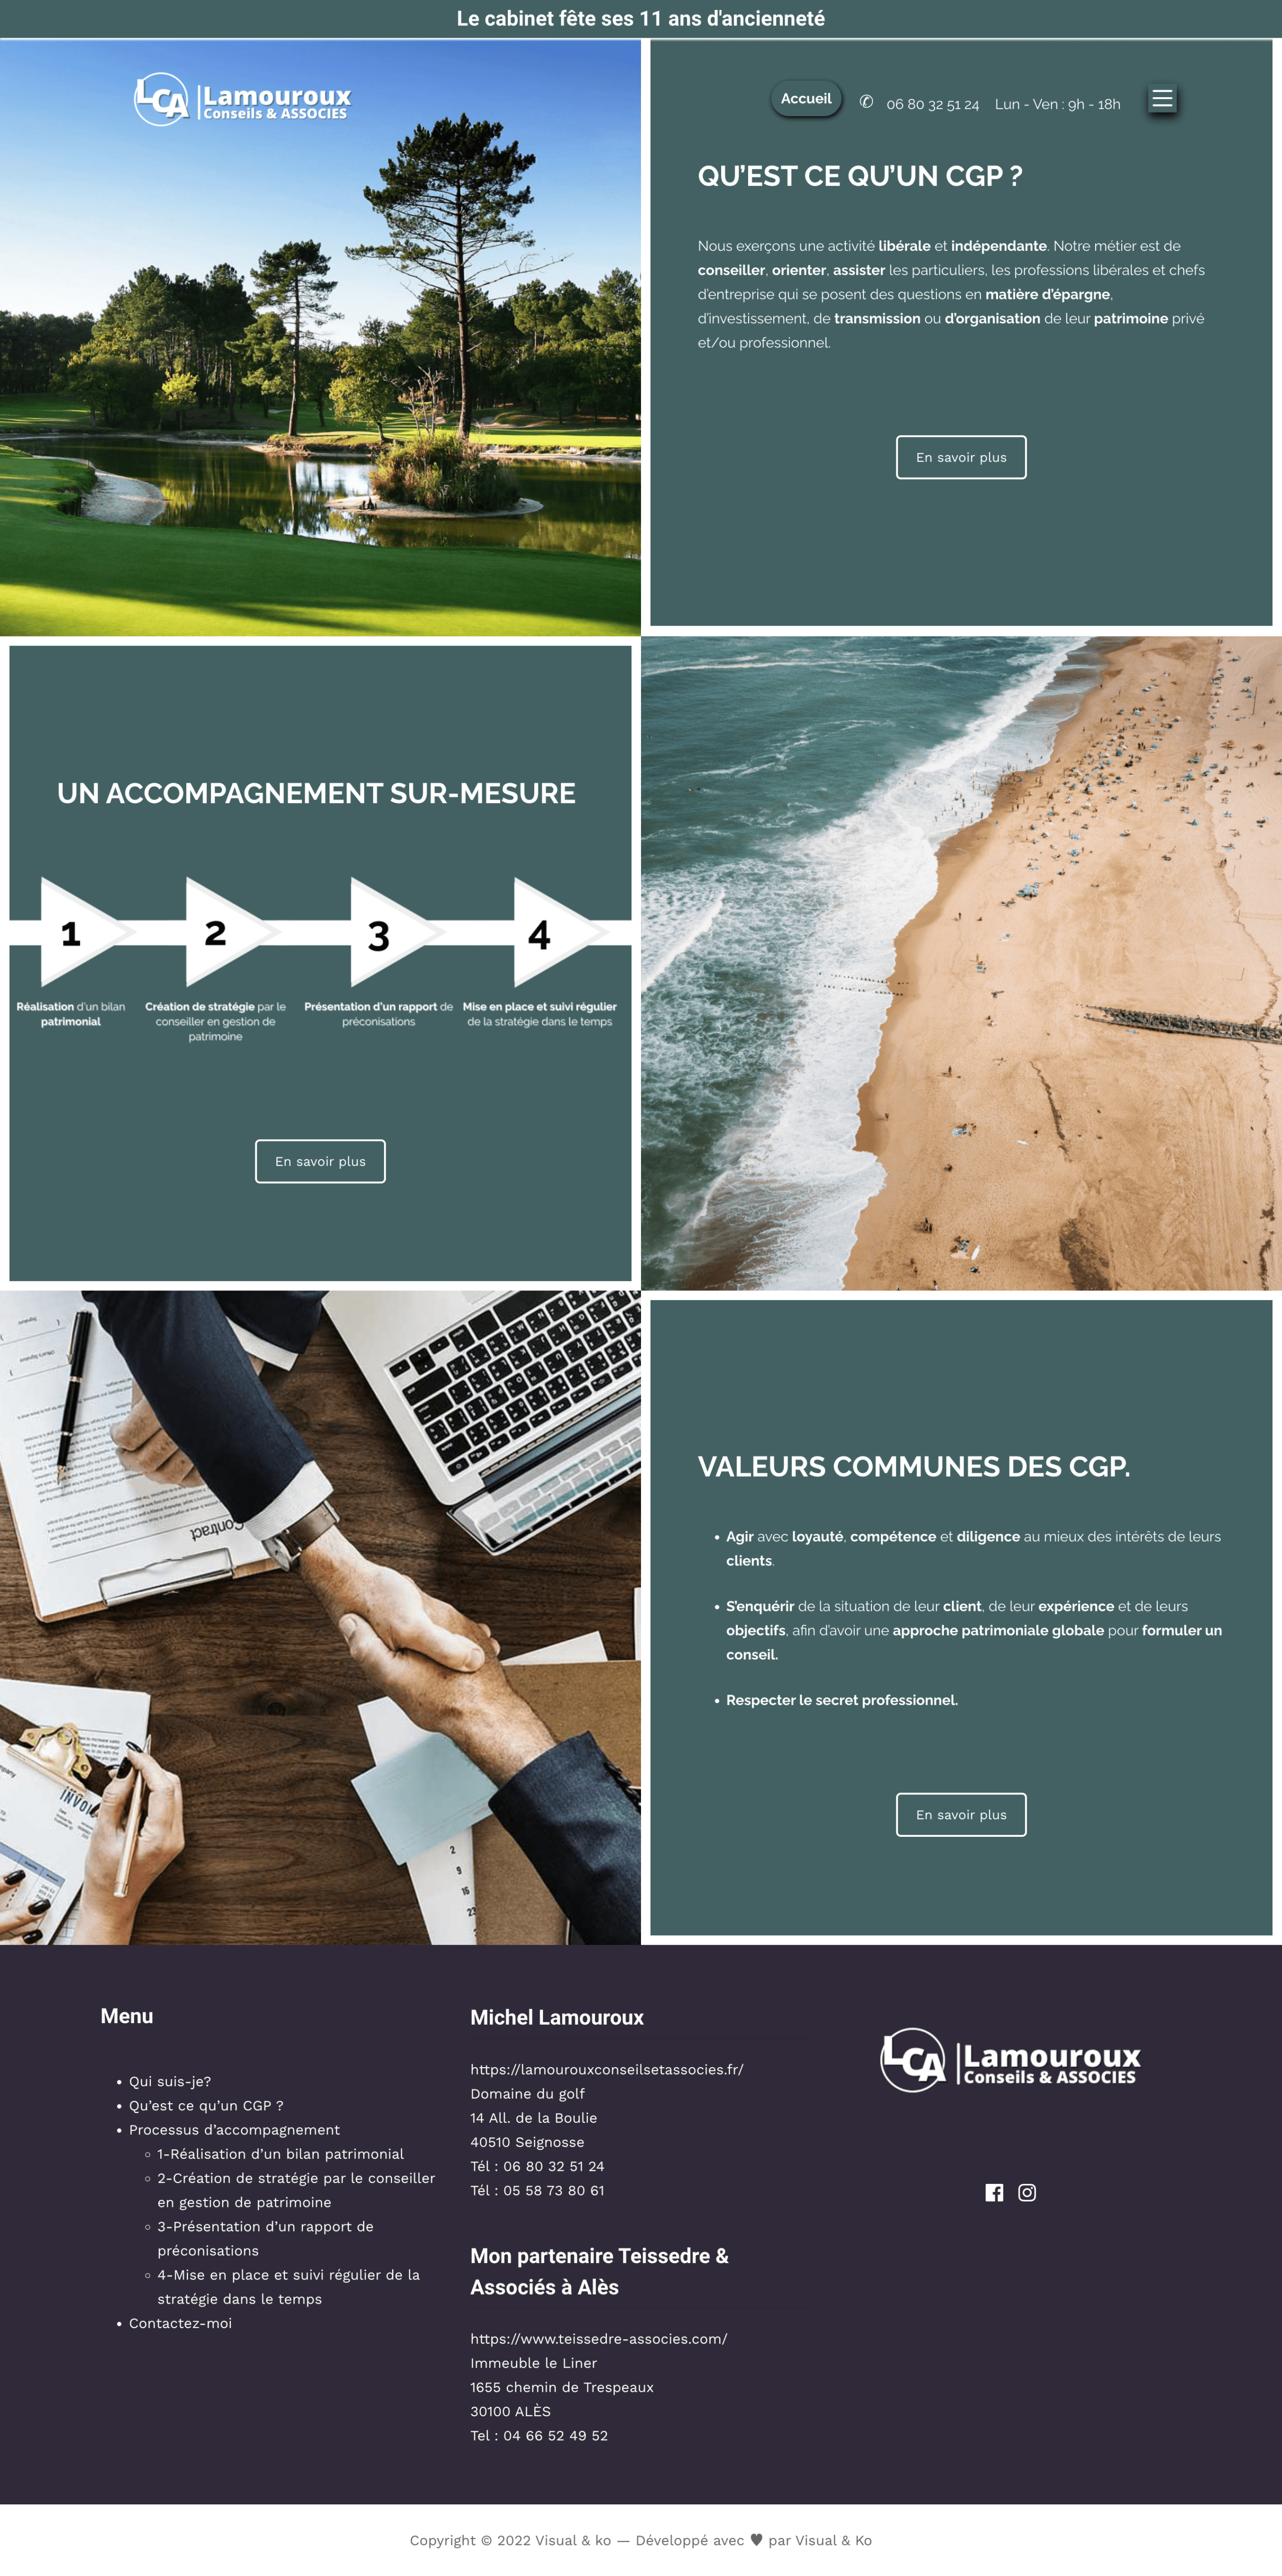 Le cabinet fête ses 11 ans d'ancienneté
LCA Lamouroux
Conseils & ASSOCIES
Accueil
✆ 06 80 32 51 24 Lun - Ven : 9h - 18h
QU'EST CE QU'UN CGP ?
Nous exerçons une activité libérale et indépendante. Notre métier est de
conseiller, orienter, assister les particuliers, les professions libérales et chefs
d'entreprise qui se posent des questions en matière d'épargne,
d'investissement, de transmission ou d'organisation de leur patrimoine privé
et/ou professionnel.
En savoir plus
UN ACCOMPAGNEMENT SUR-MESURE
1
Réalisation d'un bilan
patrimonial
2
Création de stratégie par le
conseiller en gestion de
patrimoine
3
Présentation d'un rapport de
préconisations
4
Mise en place et suivi régulier
de la stratégie dans le temps
En savoir plus
Contract
INVOI
2
9
16
23
VALEURS COMMUNES DES CGP.
• Agir avec loyauté, compétence et diligence au mieux des intérêts de leurs
clients.
• S'enquérir de la situation de leur client, de leur expérience et de leurs
objectifs, afin d'avoir une approche patrimoniale globale pour formuler un
conseil.
• Respecter le secret professionnel.
En savoir plus
Menu
• Qui suis-je?
• Qu'est ce qu'un CGP ?
• Processus d'accompagnement
◦ 1-Réalisation d'un bilan patrimonial
◦ 2-Création de stratégie par le conseiller
en gestion de patrimoine
◦ 3-Présentation d'un rapport de
préconisations
◦ 4-Mise en place et suivi régulier de la
stratégie dans le temps
• Contactez-moi
Michel Lamouroux
https://lamourouxconseilsetassocies.fr/
Domaine du golf
14 All. de la Boulie
40510 Seignosse
Tél : 06 80 32 51 24
Tél : 05 58 73 80 61
Mon partenaire Teissedre &
Associés à Alès
https://www.teissedre-associes.com/
Immeuble le Liner
1655 chemin de Trespeaux
30100 ALÈS
Tel : 04 66 52 49 52
LCA Lamouroux
Conseils & ASSOCIES
Copyright © 2022 Visual & ko — Développé avec ♥ par Visual & Ko